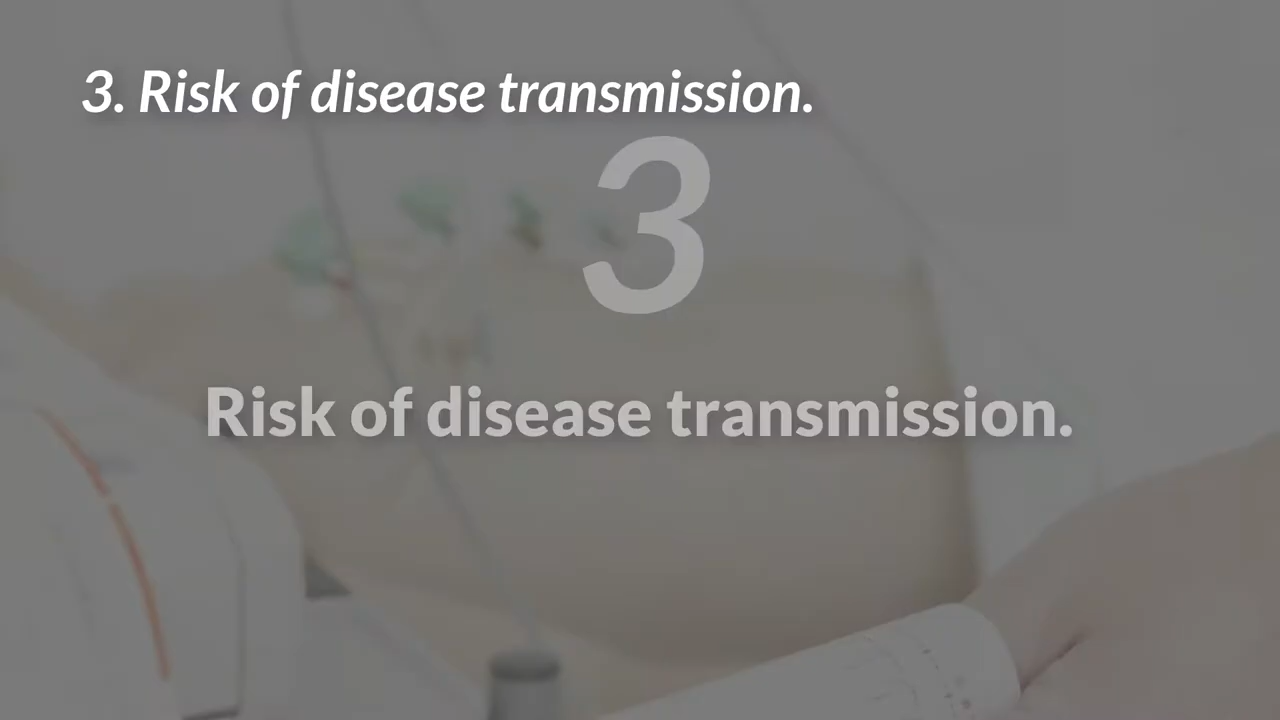 3. Risk of disease transmission.
3
Risk of disease transmission.